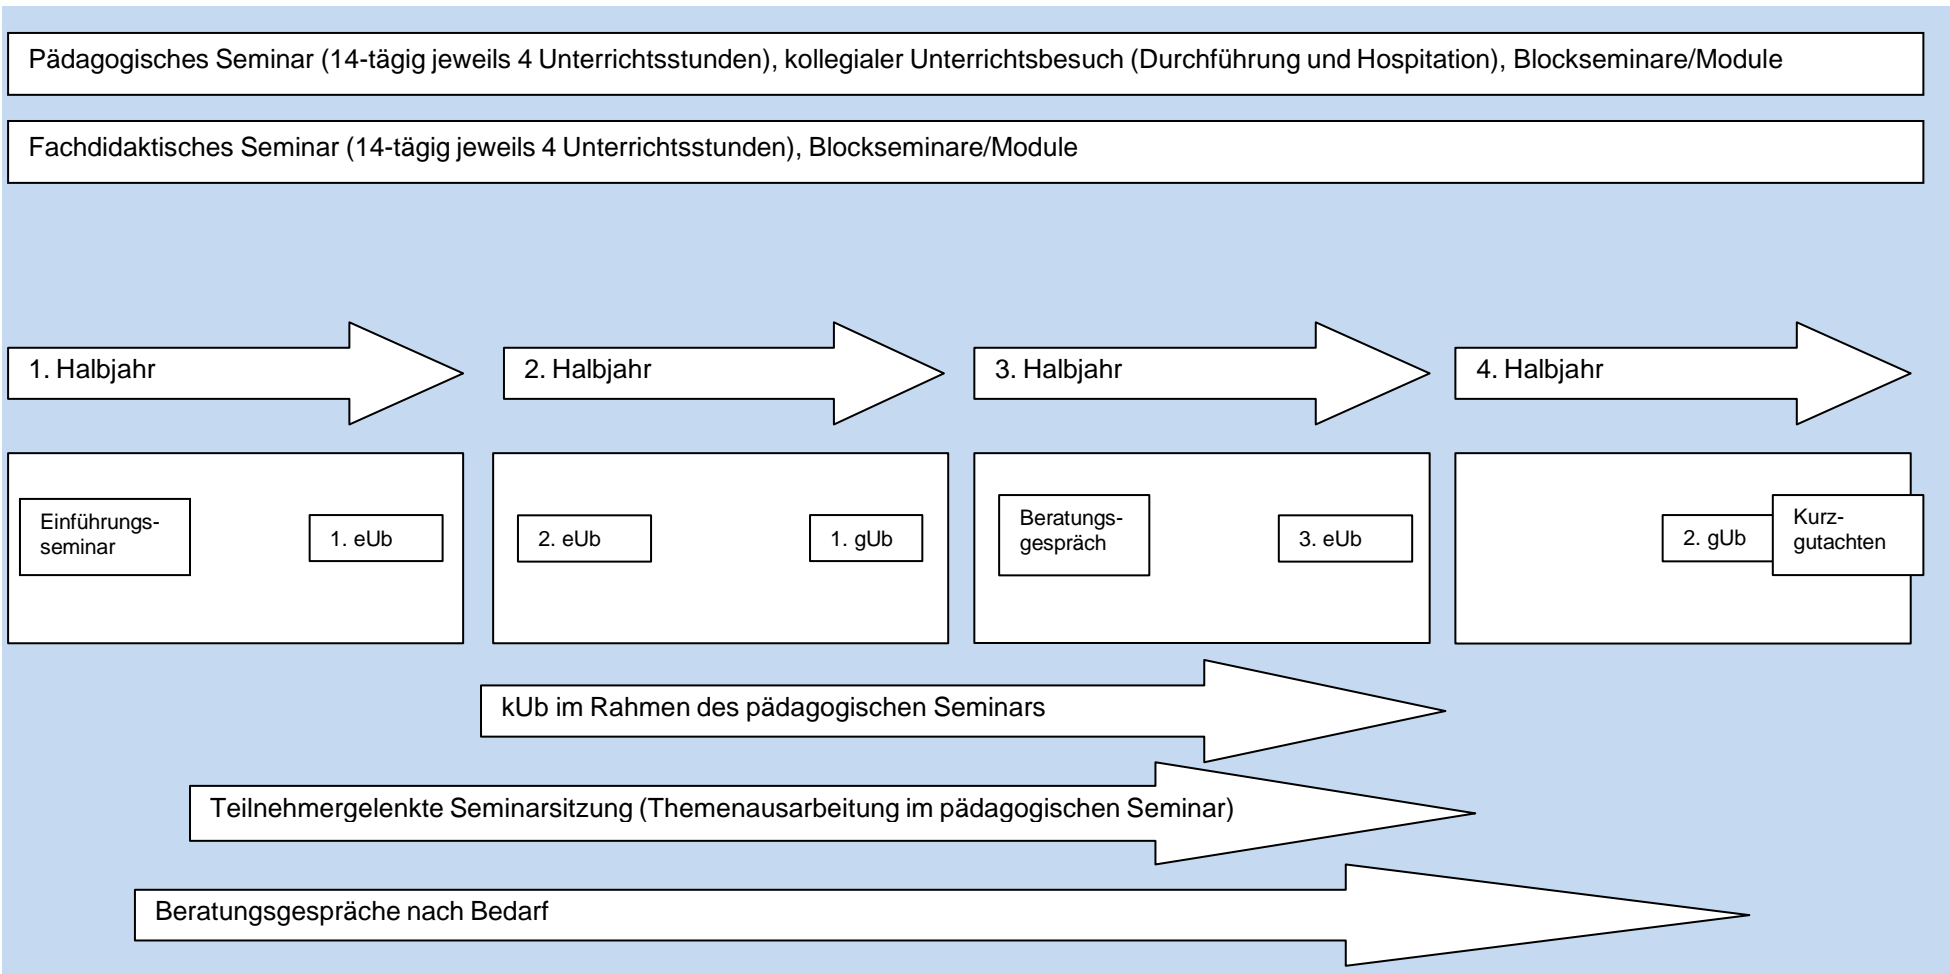 Pädagogisches Seminar (14-tägig jeweils 4 Unterrichtsstunden), kollegialer Unterrichtsbesuch (Durchführung und Hospitation), Blockseminare/Module
Fachdidaktisches Seminar (14-tägig jeweils 4 Unterrichtsstunden), Blockseminare/Module
1. Halbjahr
2. Halbjahr
3. Halbjahr
4. Halbjahr
Einführungs-
seminar
1. eUb
2. eUb
1. gUb
Beratungs-
gespräch
3. eUb
2. gUb
Kurz-
gutachten
kUb im Rahmen des pädagogischen Seminars
Teilnehmergelenkte Seminarsitzung (Themenausarbeitung im pädagogischen Seminar)
Beratungsgespräche nach Bedarf